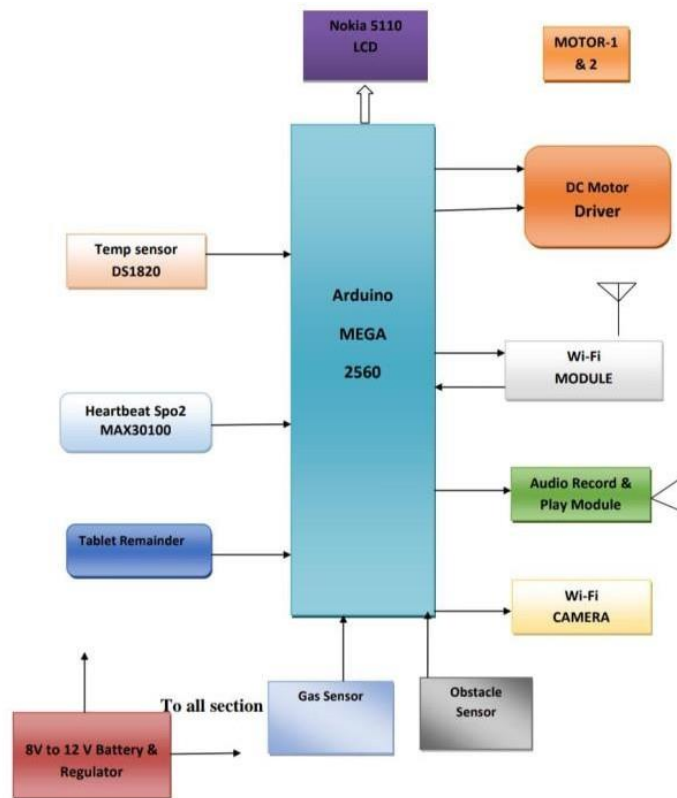 Nokia 5110
LCD
MOTOR-1
& 2
DC Motor
Driver
Temp sensor
DS1820
Arduino
MEGA
2560
Wi-Fi
MODULE
Heartbeat Spo2
MAX30100
Audio Record &
Play Module
Tablet Remainder
Wi-Fi
CAMERA
To all section
Gas Sensor
Obstacle
Sensor
8V to 12 V Battery &
Regulator